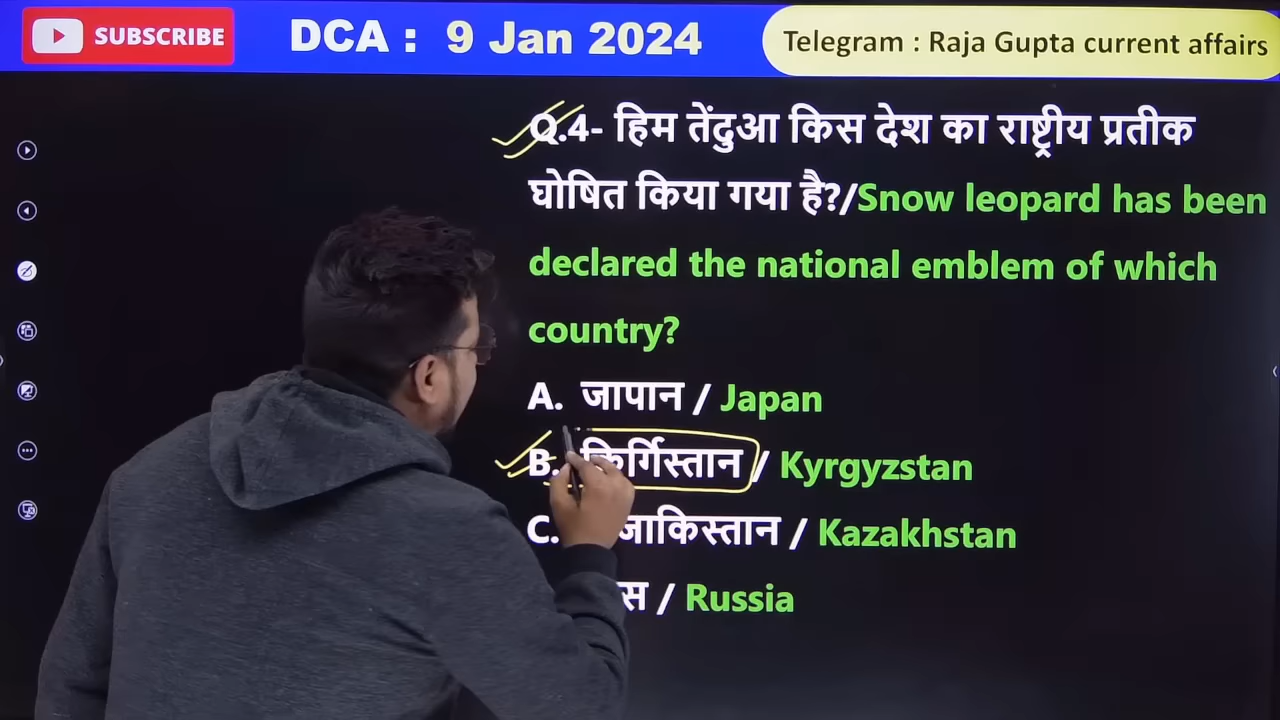 SUBSCRIBE
DCA : 9 Jan 2024
Telegram : Raja Gupta current affairs
Q.4- हिम तेंदुआ किस देश का राष्ट्रीय प्रतीक
घोषित किया गया है?/Snow leopard has been
declared the national emblem of which
country?
A. जापान / Japan
B. किर्गिस्तान / Kyrgyzstan
C. / Kazakhstan
/ Russia